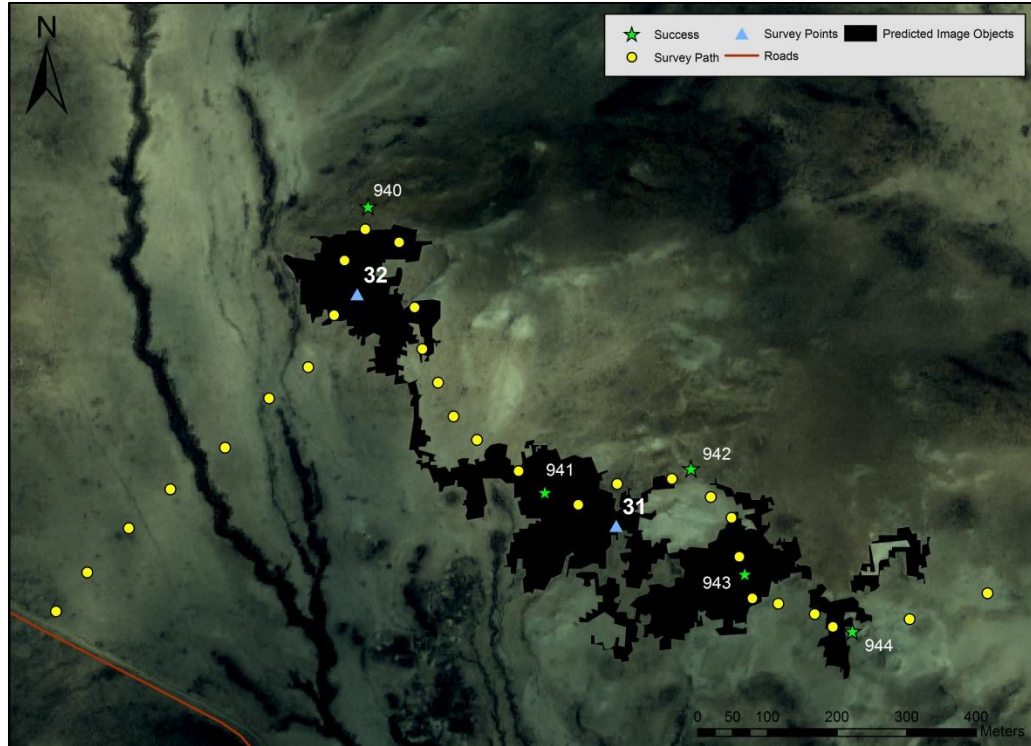 N
Success
Survey Points
Predicted Image Objects
Survey Path
Roads
940
32
941
942
31
943
944
0 50 100 200 300 400
Meters